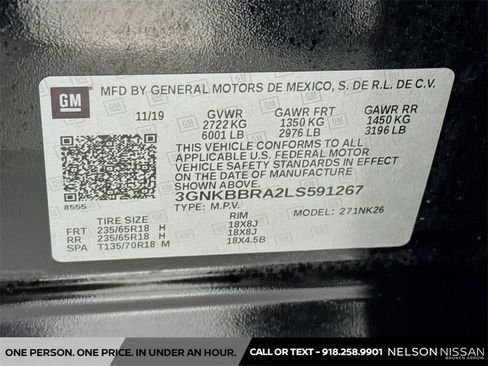 GM
MFD BY GENERAL MOTORS DE MEXICO, S. DE R.L. DE C.V.
11/19 GVWR GAWR FRT GAWR RR
2722 KG 1350 KG 1450 KG
6001 LB 2976 LB 3196 LB
THIS VEHICLE CONFORMS TO ALL
APPLICABLE U.S. FEDERAL MOTOR
VEHICLE SAFETY STANDARDS IN EFFECT
ON THE DATE OF MANUFACTURE
SHOWN ABOVE.
3GNKBBRA2LS591267
8555 TYPE: M.P.V. MODEL: 271NK26
TIRE SIZE RIM
FRT 235/65R18 H 18X8J
RR 235/65R18 H 18X8J
SPA T135/70R18 M 18X4.5B
ONE PERSON. ONE PRICE. IN UNDER AN HOUR. CALL OR TEXT - 918.258.9901 NELSON NISSAN
BROKEN ARROW